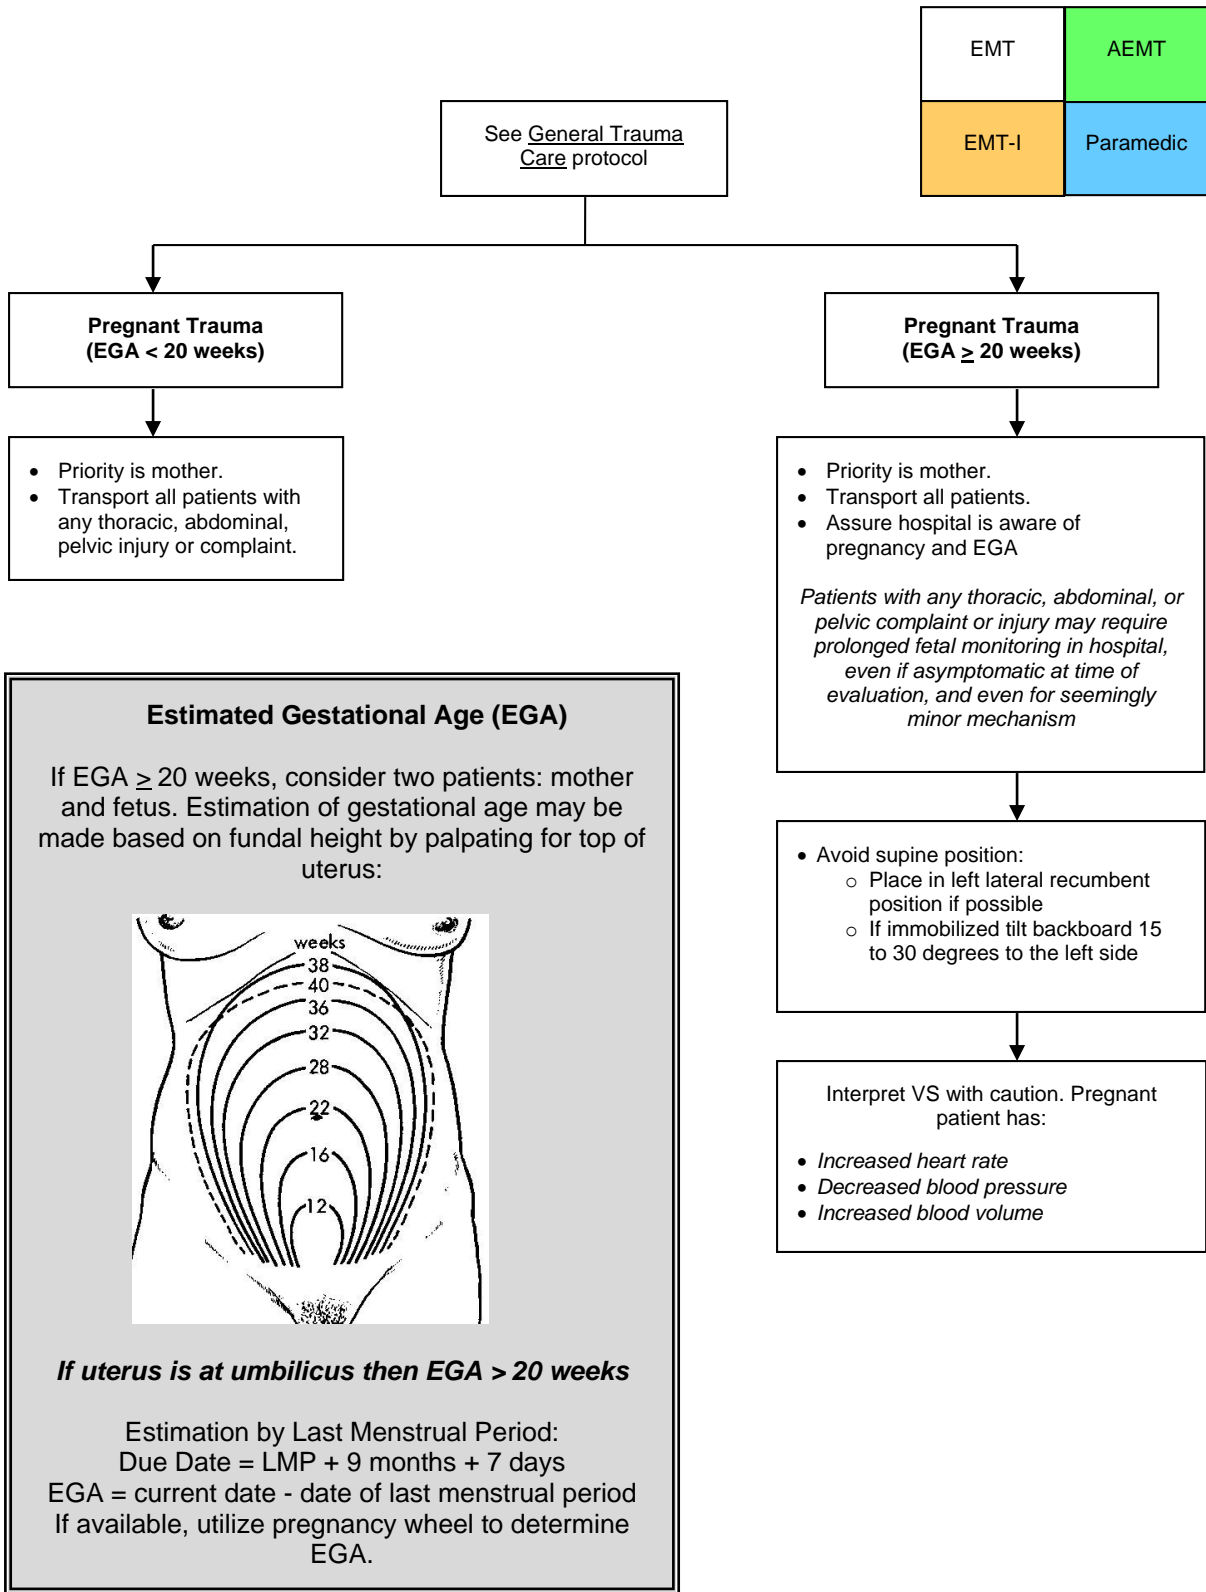 EMT
AEMT
EMT-I
Paramedic
See General Trauma
Care protocol
Pregnant Trauma
(EGA < 20 weeks)
• Priority is mother.
• Transport all patients with
any thoracic, abdominal,
pelvic injury or complaint.
Pregnant Trauma
(EGA ≥ 20 weeks)
• Priority is mother.
• Transport all patients.
• Assure hospital is aware of
pregnancy and EGA
Patients with any thoracic, abdominal, or
pelvic complaint or injury may require
prolonged fetal monitoring in hospital,
even if asymptomatic at time of
evaluation, and even for seemingly
minor mechanism
• Avoid supine position:
o Place in left lateral recumbent
position if possible
o If immobilized tilt backboard 15
to 30 degrees to the left side
Interpret VS with caution. Pregnant
patient has:
• Increased heart rate
• Decreased blood pressure
• Increased blood volume
Estimated Gestational Age (EGA)
If EGA ≥ 20 weeks, consider two patients: mother
and fetus. Estimation of gestational age may be
made based on fundal height by palpating for top of
uterus:
weeks
38
40
36
32
28
22
16
12
If uterus is at umbilicus then EGA > 20 weeks
Estimation by Last Menstrual Period:
Due Date = LMP + 9 months + 7 days
EGA = current date - date of last menstrual period
If available, utilize pregnancy wheel to determine
EGA.